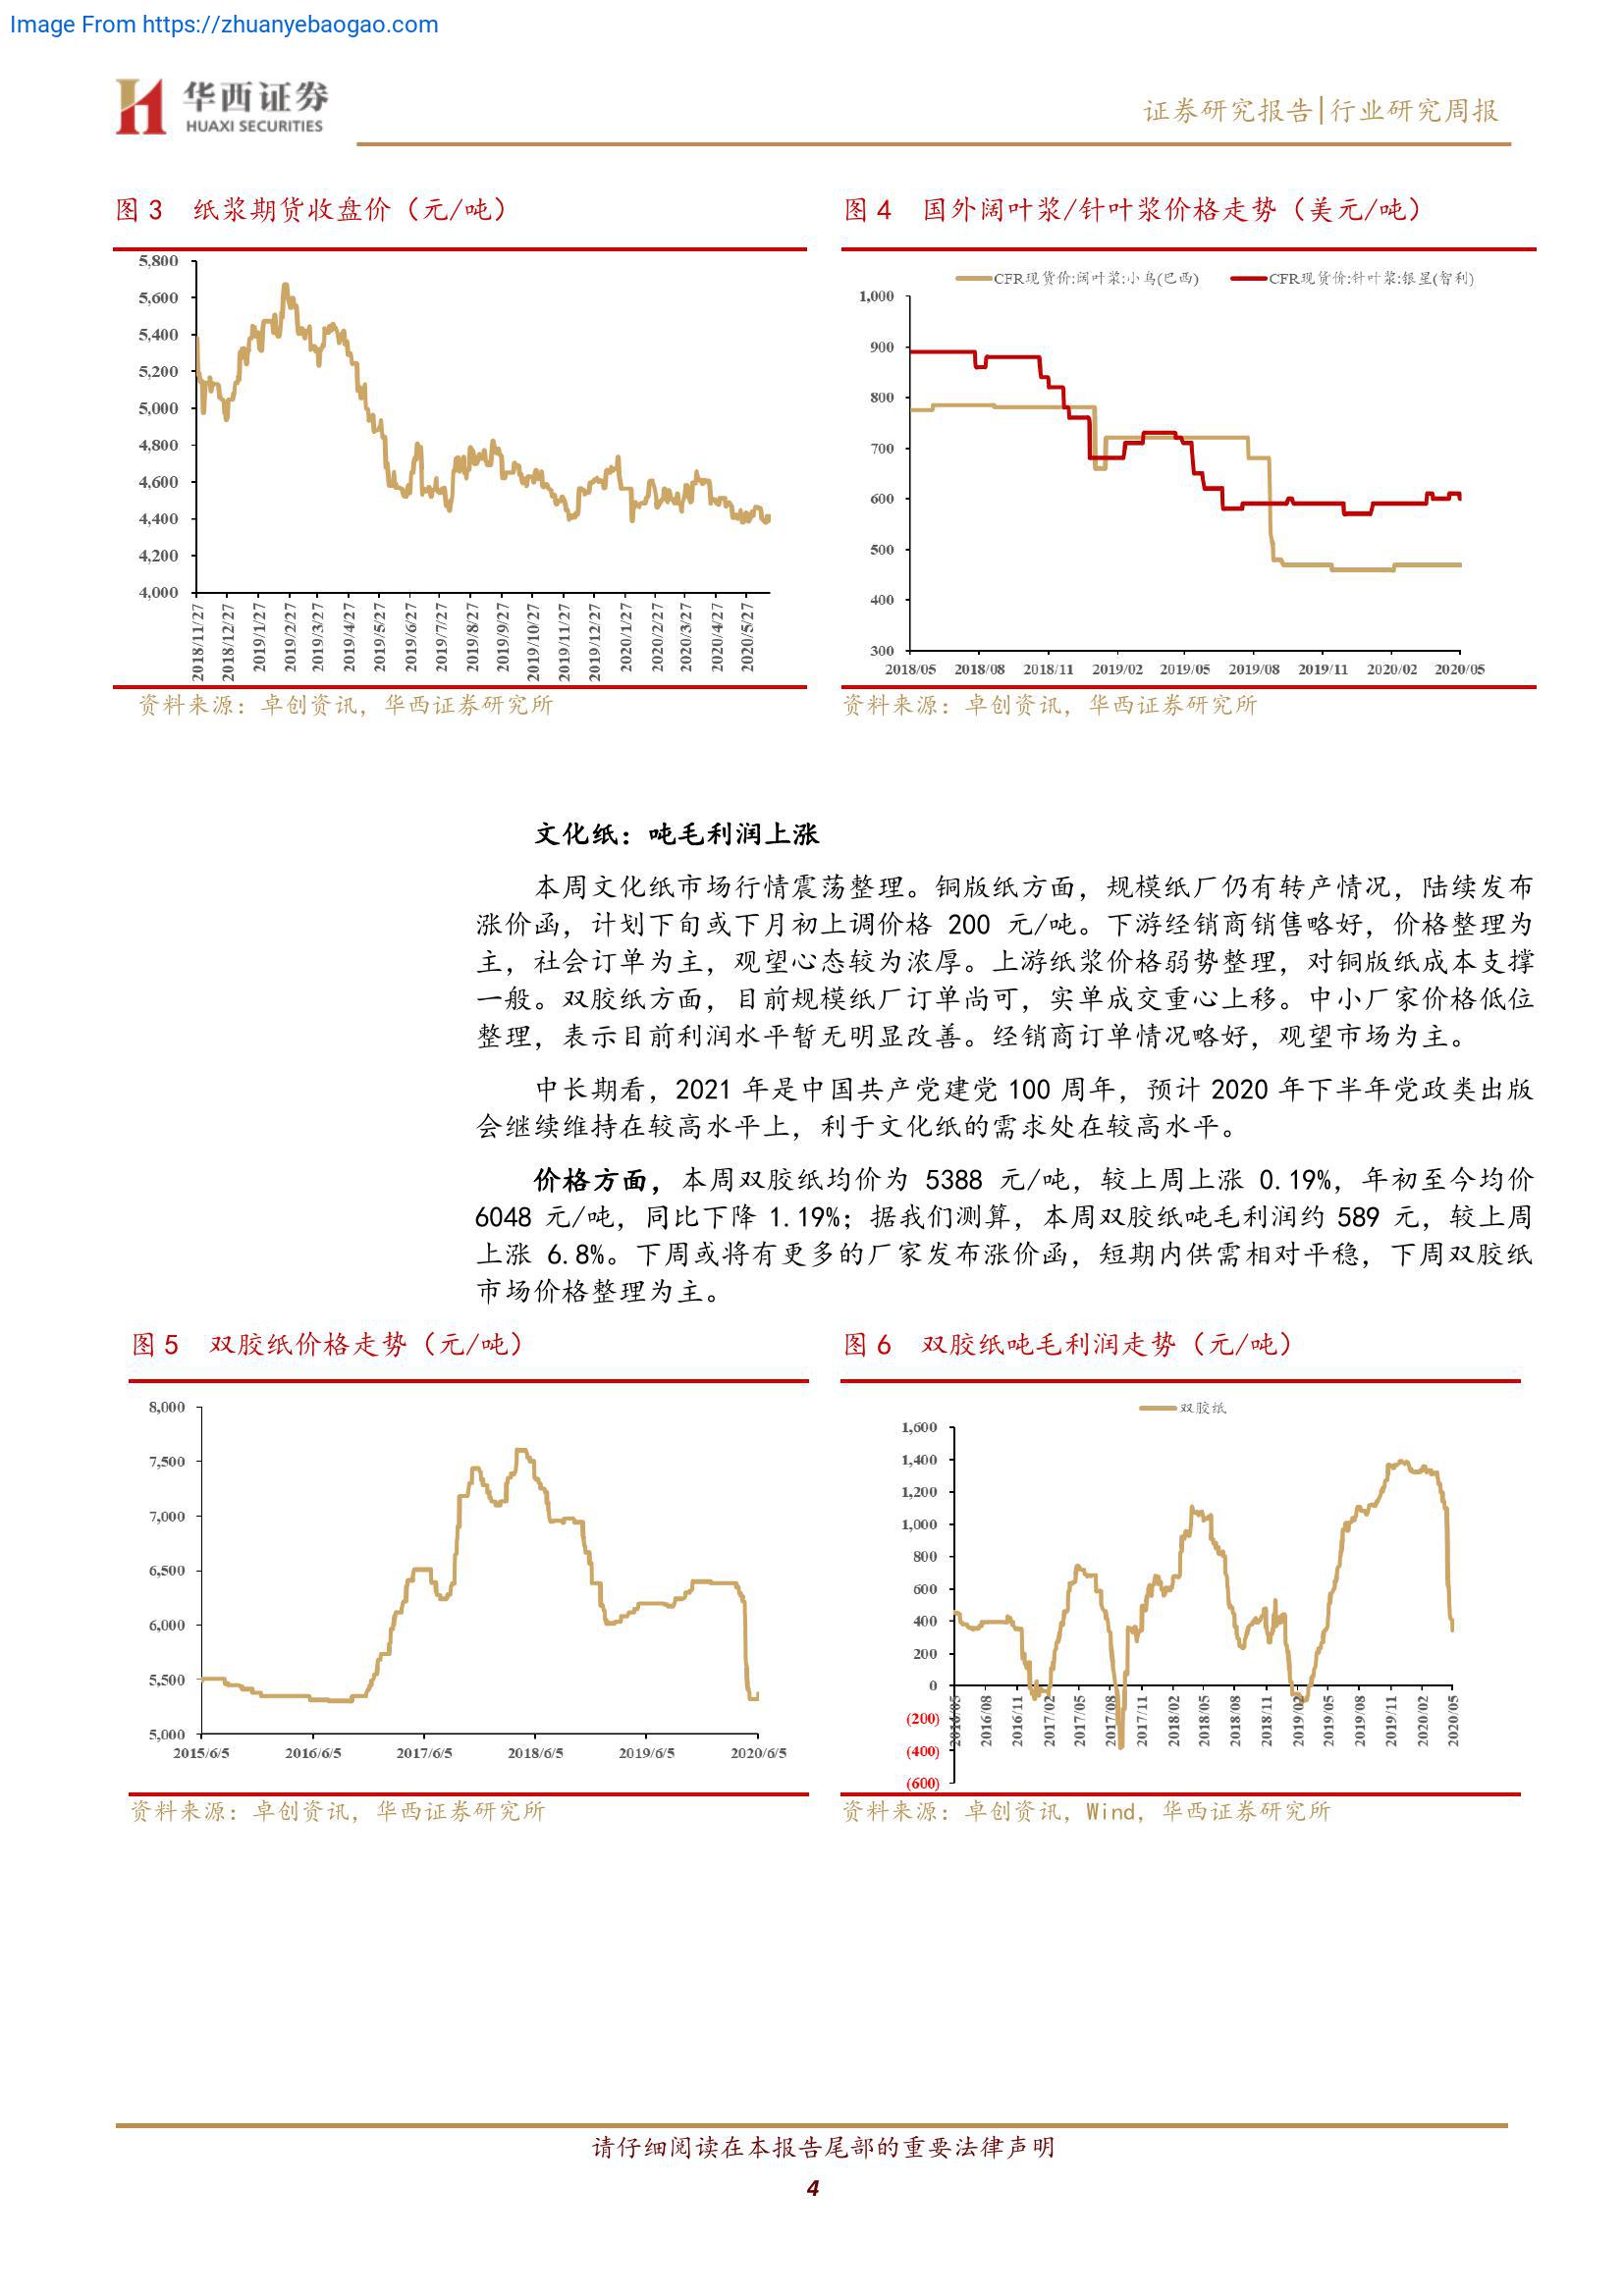 Image From https://zhuanyebaogao.com
华西证券
HUAXI SECURITIES
证券研究报告|行业研究周报
图 3 纸浆期货收盘价（元/吨）
5,800
5,600
5,400
5,200
5,000
4,800
4,600
4,400
4,200
4,000
2018/11/27
2018/12/27
2019/1/27
2019/2/27
2019/3/27
2019/4/27
2019/5/27
2019/6/27
2019/7/27
2019/8/27
2019/9/27
2019/10/27
2019/11/27
2019/12/27
2020/1/27
2020/2/27
2020/3/27
2020/4/27
2020/5/27
资料来源：卓创资讯，华西证券研究所
图 4 国外阔叶浆/针叶浆价格走势（美元/吨）
CFR现货价:阔叶浆:小鸟(巴西) CFR现货价:针叶浆:银星(智利)
1,000
900
800
700
600
500
400
300
2018/05 2018/08 2018/11 2019/02 2019/05 2019/08 2019/11 2020/02 2020/05
资料来源：卓创资讯，华西证券研究所
文化纸：吨毛利润上涨
本周文化纸市场行情震荡整理。铜版纸方面，规模纸厂仍有转产情况，陆续发布
涨价函，计划下旬或下月初上调价格 200 元/吨。下游经销商销售略好，价格整理为
主，社会订单为主，观望心态较为浓厚。上游纸浆价格弱势整理，对铜版纸成本支撑
一般。双胶纸方面，目前规模纸厂订单尚可，实单成交重心上移。中小厂家价格低位
整理，表示目前利润水平暂无明显改善。经销商订单情况略好，观望市场为主。
中长期看，2021 年是中国共产党建党 100 周年，预计 2020 年下半年党政类出版
会继续维持在较高水平上，利于文化纸的需求处在较高水平。
价格方面，本周双胶纸均价为 5388 元/吨，较上周上涨 0.19%，年初至今均价
6048 元/吨，同比下降 1.19%；据我们测算，本周双胶纸吨毛利润约 589 元，较上周
上涨 6.8%。下周或将有更多的厂家发布涨价函，短期内供需相对平稳，下周双胶纸
市场价格整理为主。
图 5 双胶纸价格走势（元/吨）
8,000
7,500
7,000
6,500
6,000
5,500
5,000
2015/6/5 2016/6/5 2017/6/5 2018/6/5 2019/6/5 2020/6/5
资料来源：卓创资讯，华西证券研究所
图 6 双胶纸吨毛利润走势（元/吨）
双胶纸
1,600
1,400
1,200
1,000
800
600
400
200
0
(200)
(400)
(600)
2016/05
2016/08
2016/11
2017/02
2017/05
2017/08
2017/11
2018/02
2018/05
2018/08
2018/11
2019/02
2019/05
2019/08
2019/11
2020/02
2020/05
资料来源：卓创资讯，Wind，华西证券研究所
请仔细阅读在本报告尾部的重要法律声明
4